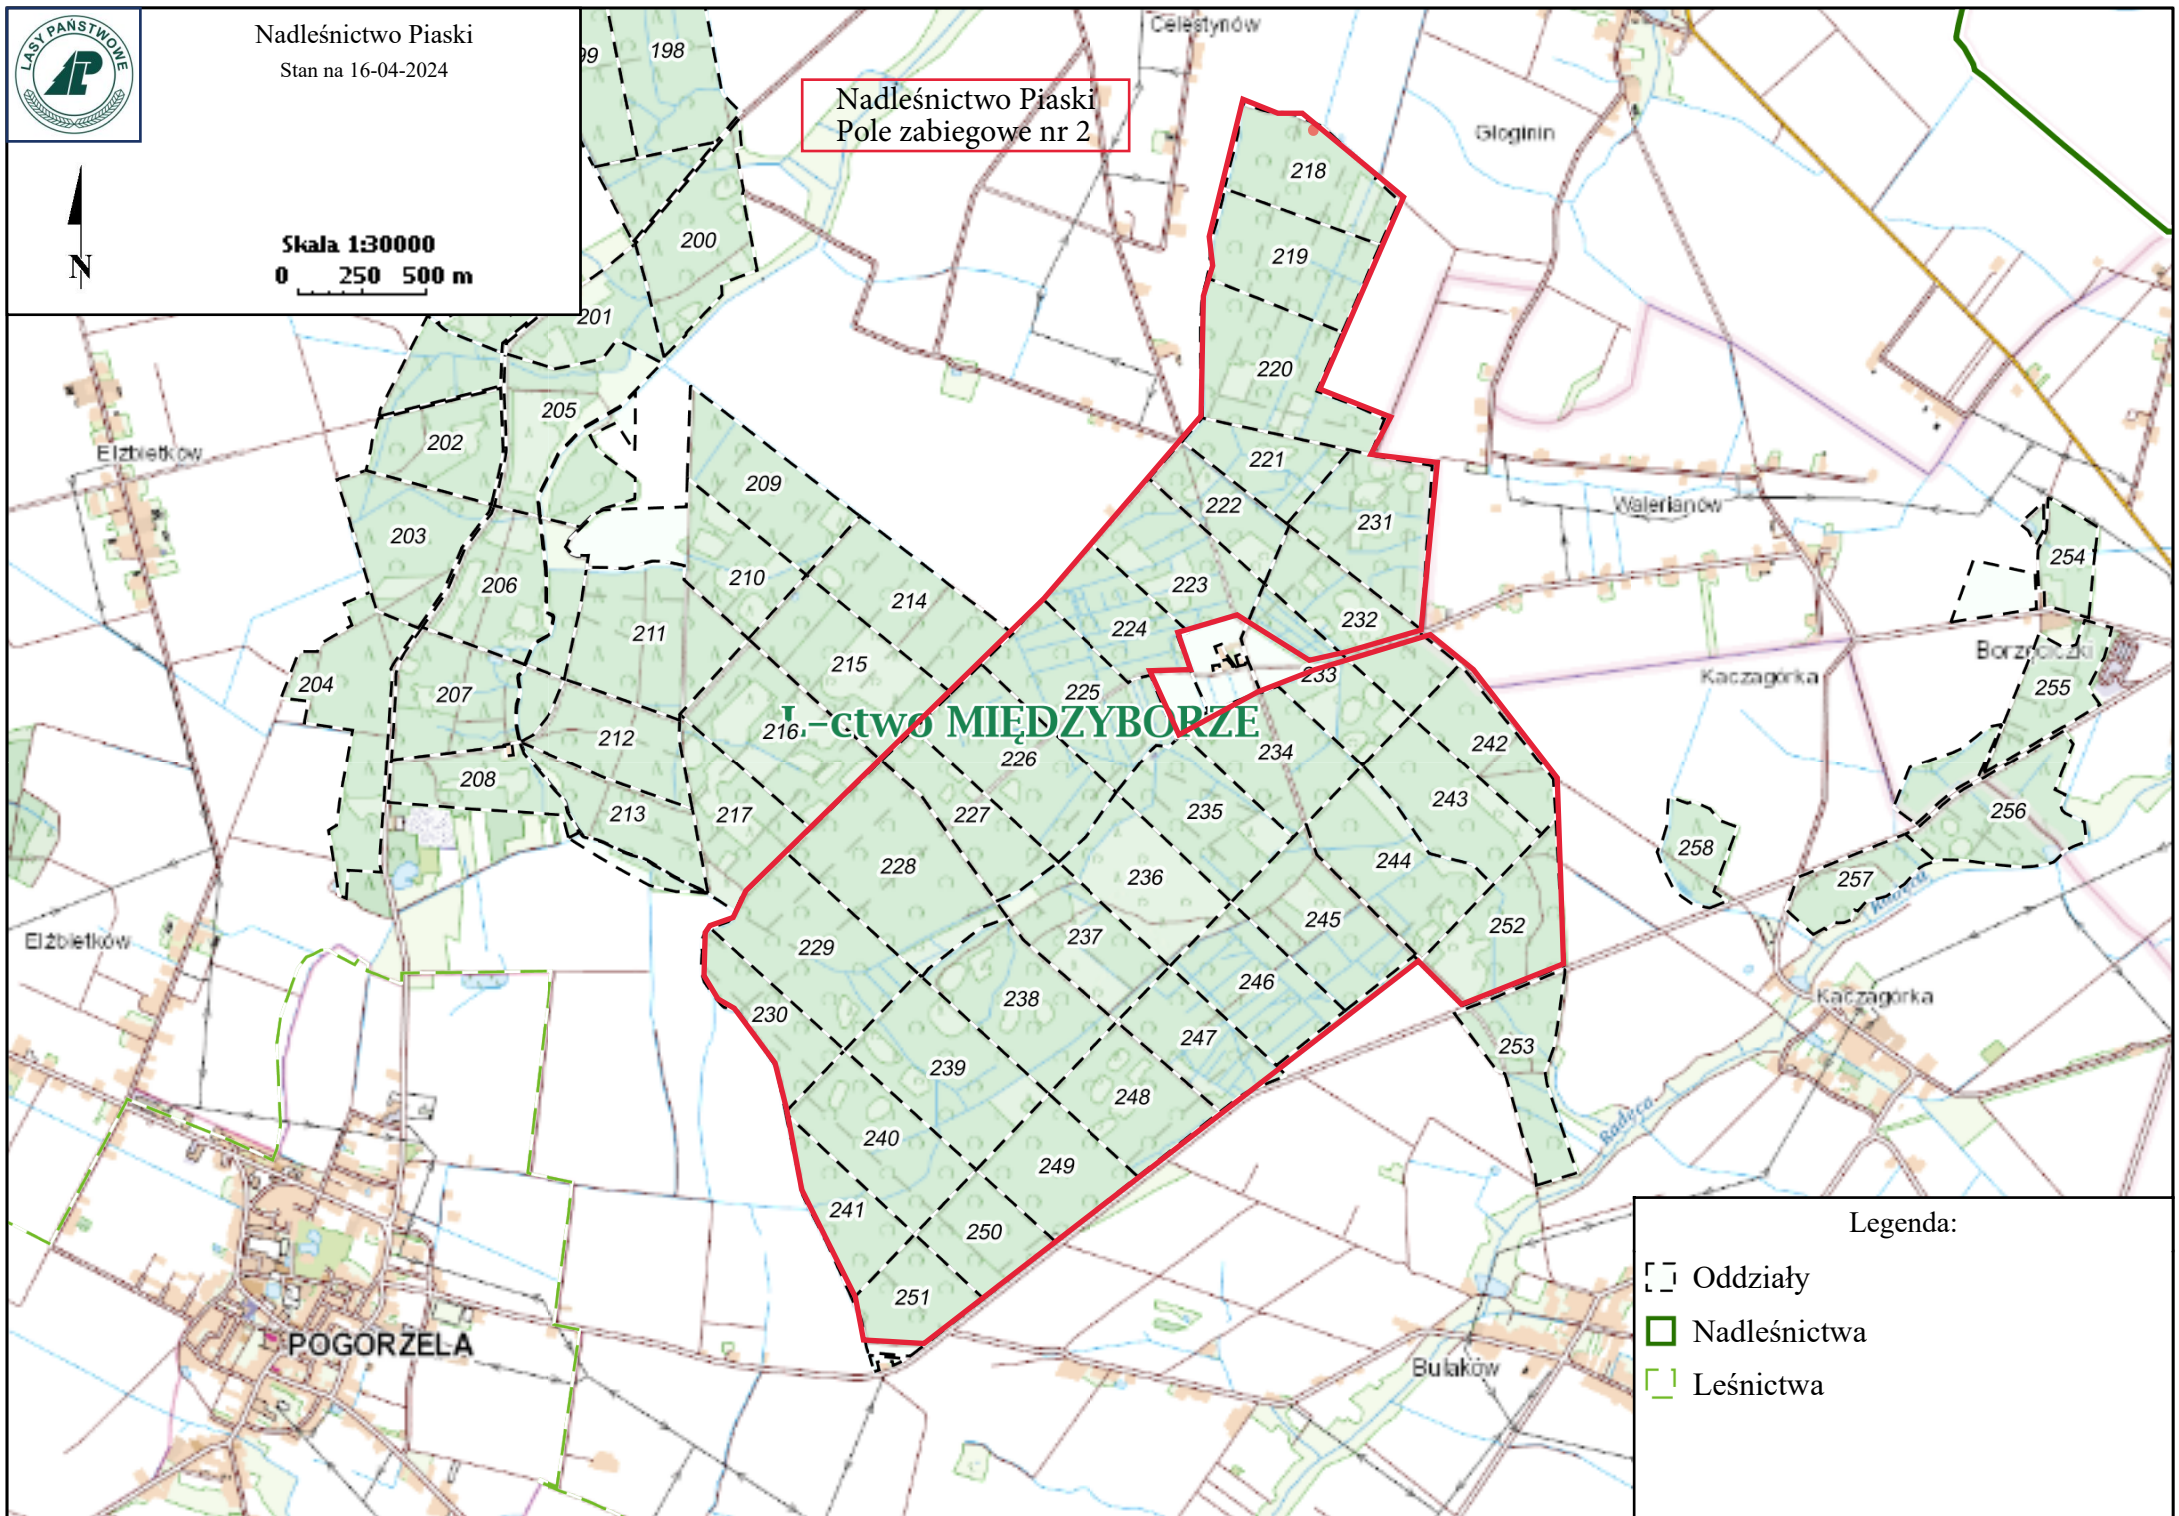 LASY PAŃSTWOWE
Nadleśnictwo Piaski
Stan na 16-04-2024
N
Skala 1:30000
0 250 500 m
Nadleśnictwo Piaski
Pole zabiegowe nr 2
Celestynów
Gloginin
99
198
200
201
218
219
220
205
202
Elżbietków
203
209
221
222
231
Walerianów
254
206
210
214
223
232
224
211
204
207
215
225
233
Kaczagórka
Borzęciczki
255
L-ctwo MIĘDZYBORZE
216
212
226
234
242
208
213
217
227
235
243
256
258
228
236
244
257
Radęca
Elżbietków
229
237
245
252
238
246
230
Kaczagórka
247
253
239
248
240
249
Radęca
241
250
251
POGORZELA
Bułaków
Legenda:
Oddziały
Nadleśnictwa
Leśnictwa